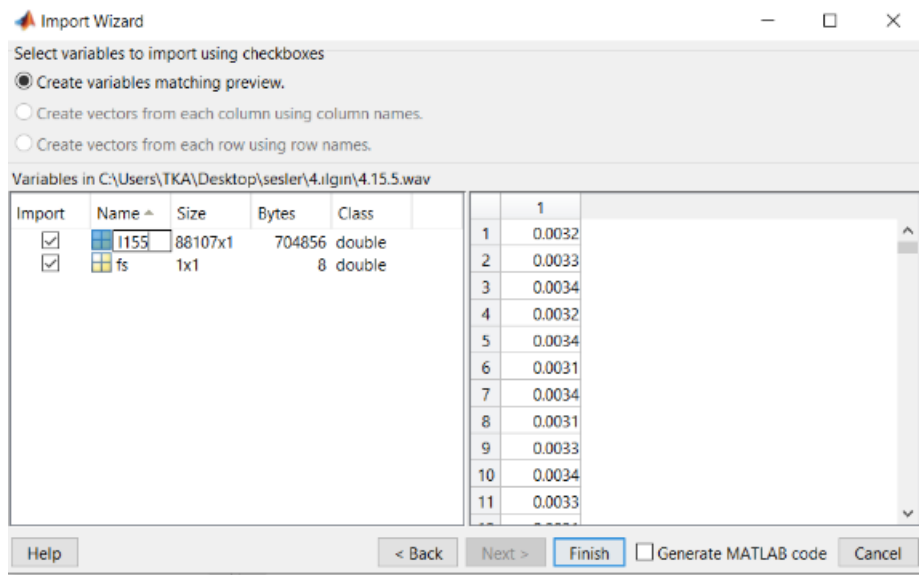 Import Wizard
Select variables to import using checkboxes
Create variables matching preview.
Create vectors from each column using column names.
Create vectors from each row using row names.
Variables in C:\Users\TKA\Desktop\sesler\4.ılgın\4.15.5.wav
Import Name Size Bytes Class
I155 88107x1 704856 double
fs 1x1 8 double
1
1 0.0032
2 0.0033
3 0.0034
4 0.0032
5 0.0034
6 0.0031
7 0.0034
8 0.0031
9 0.0033
10 0.0034
11 0.0033
Help < Back Next > Finish Generate MATLAB code Cancel